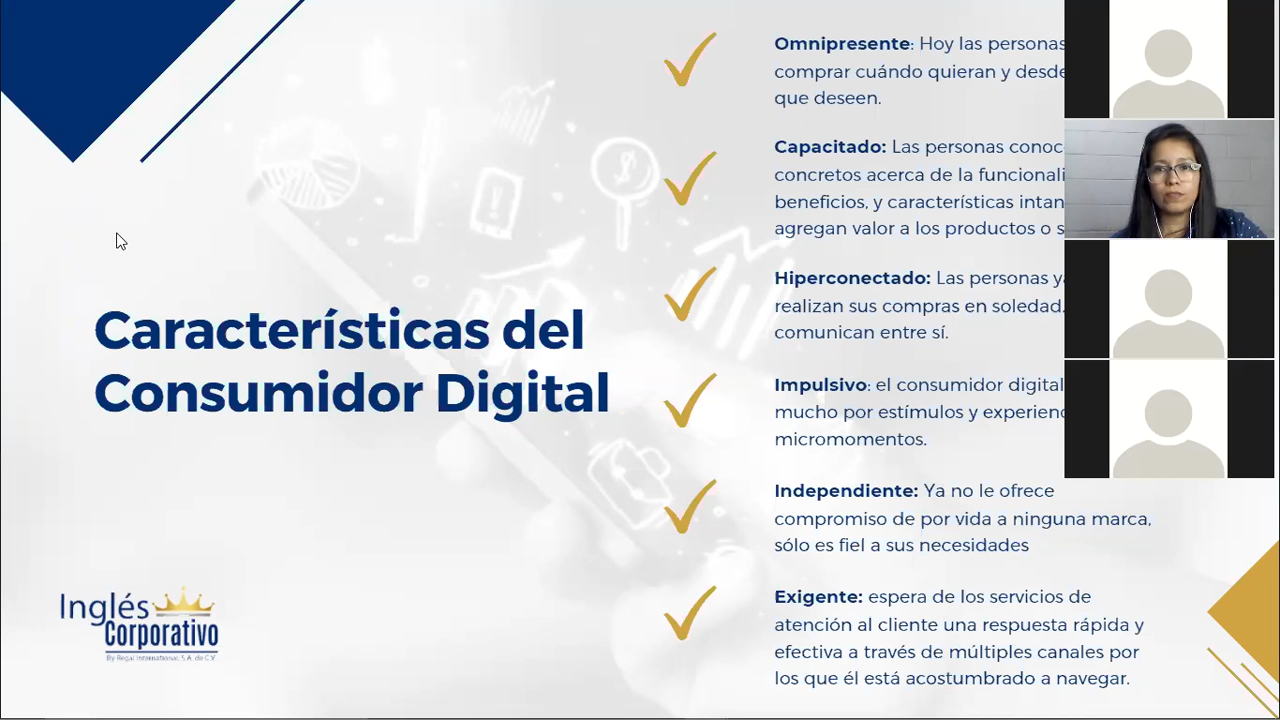 Características del
Consumidor Digital
Omnipresente: Hoy las personas
comprar cuándo quieran y desde
que deseen.
Capacitado: Las personas
concretos acerca de la
beneficios, y características
agregan valor a los productos o
Hiperconectado: Las personas
realizan sus compras en soledad.
comunican entre sí.
Impulsivo: el consumidor digital
mucho por estímulos y
micromomentos.
Independiente: Ya no le ofrece
compromiso de por vida a ninguna marca,
sólo es fiel a sus necesidades
Exigente: espera de los servicios de
atención al cliente una respuesta rápida y
efectiva a través de múltiples canales por
los que él está acostumbrado a navegar.
Inglés
Corporativo
By Regal International, S.A. de C.V.